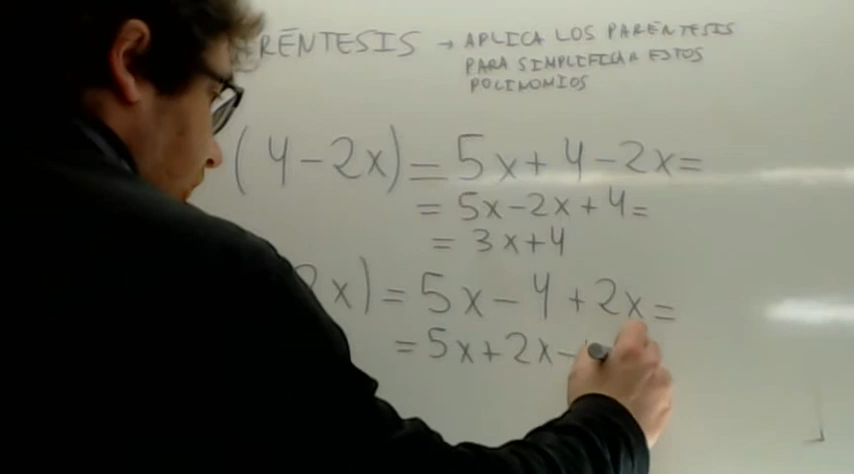 RÉNTESIS → APLICA LOS PARÉNTESIS
PARA SIMPLIFICAR ESTOS
POLINOMIOS
(4-2x)=5x+4-2x=
=5x-2x+4=
=3x+4
2x)=5x-4+2x=
=5x+2x-